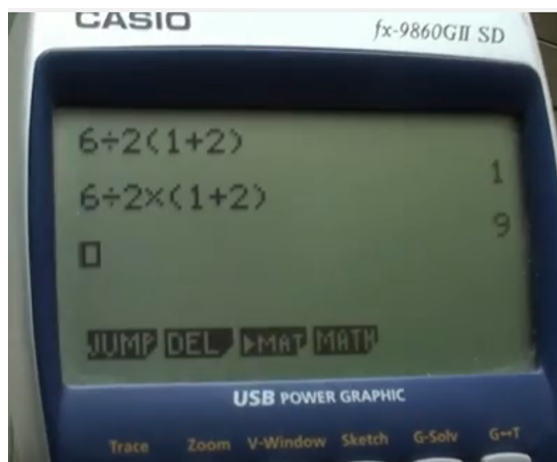 CASIO
fx-9860GII SD
6÷2(1+2)
1
6÷2×(1+2)
9
JUMP DEL ▶MAT MATH
USB POWER GRAPHIC
Trace Zoom V-Window Sketch G-Solv G↔T